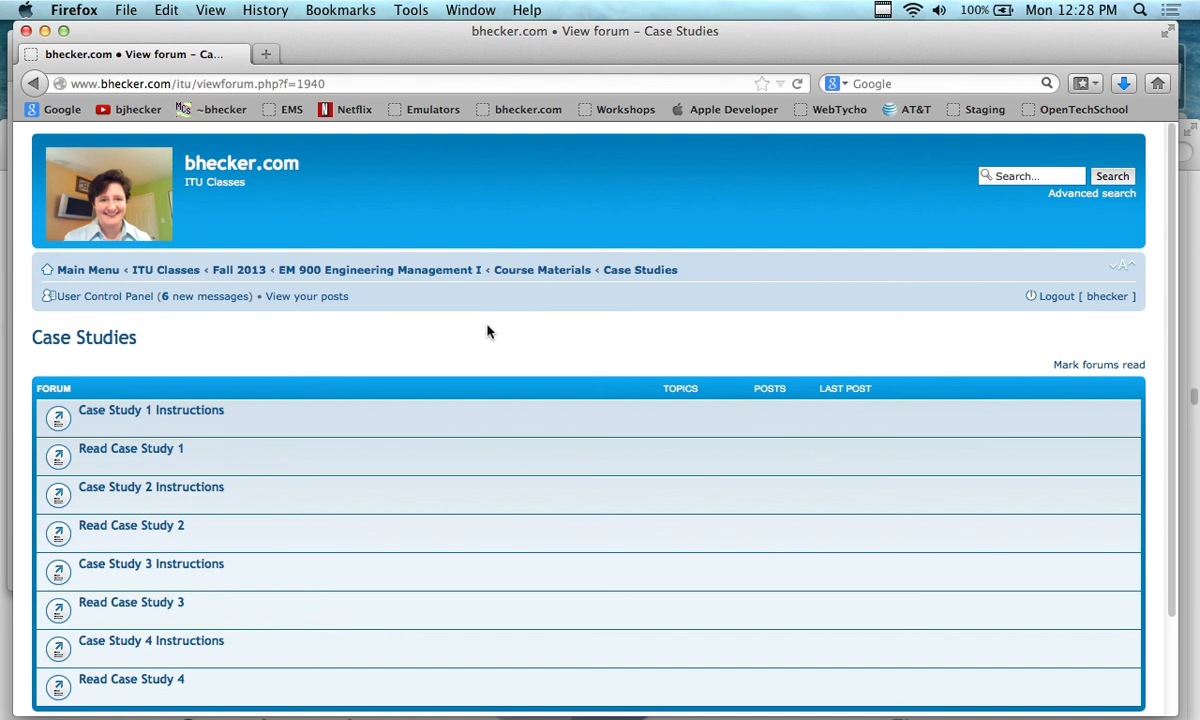 Firefox File Edit View History Bookmarks Tools Window Help 100% Mon 12:28 PM
bhecker.com • View forum – Case Studies
bhecker.com • View forum – Ca...
www.bhecker.com/itu/viewforum.php?f=1940 Google
Google bjhecker ~bhecker EMS Netflix Emulators bhecker.com Workshops Apple Developer WebTycho AT&T Staging OpenTechSchool
bhecker.com
ITU Classes
Search... Search
Advanced search
Main Menu ‹ ITU Classes ‹ Fall 2013 ‹ EM 900 Engineering Management I ‹ Course Materials ‹ Case Studies
User Control Panel (6 new messages) • View your posts Logout [ bhecker ]
Case Studies
Mark forums read
FORUM TOPICS POSTS LAST POST
Case Study 1 Instructions
Read Case Study 1
Case Study 2 Instructions
Read Case Study 2
Case Study 3 Instructions
Read Case Study 3
Case Study 4 Instructions
Read Case Study 4